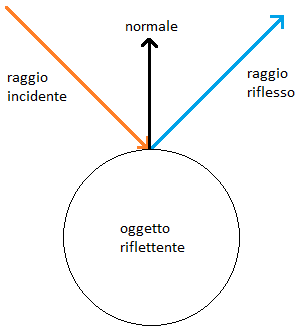 normale
raggio
incidente
raggio
riflesso
oggetto
riflettente